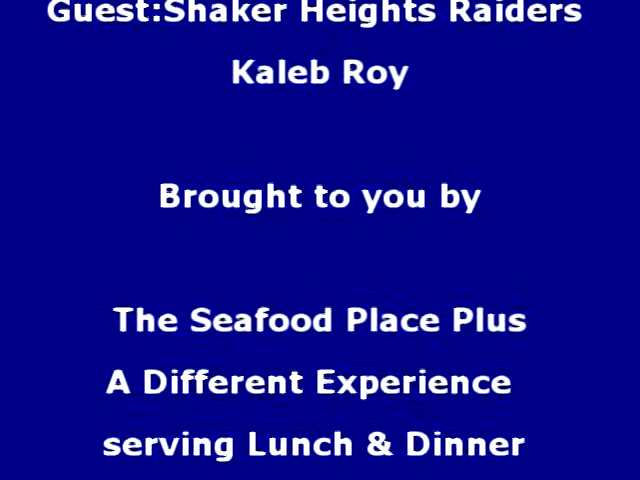 Guest:Shaker Heights Raiders
Kaleb Roy
Brought to you by
The Seafood Place Plus
A Different Experience
serving Lunch & Dinner